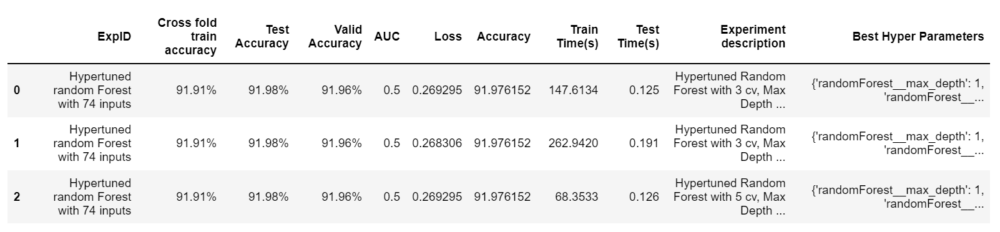 ExpID Cross fold train accuracy Test Accuracy Valid Accuracy AUC Loss Accuracy Train Time(s) Test Time(s) Experiment description Best Hyper Parameters
0 Hypertuned random Forest with 74 inputs 91.91% 91.98% 91.96% 0.5 0.269295 91.976152 147.6134 0.125 Hypertuned Random Forest with 3 cv, Max Depth ... {'randomForest__max_depth': 1, 'randomForest__...
1 Hypertuned random Forest with 74 inputs 91.91% 91.98% 91.96% 0.5 0.268306 91.976152 262.9420 0.191 Hypertuned Random Forest with 3 cv, Max Depth ... {'randomForest__max_depth': 1, 'randomForest__...
2 Hypertuned random Forest with 74 inputs 91.91% 91.98% 91.96% 0.5 0.269295 91.976152 68.3533 0.126 Hypertuned Random Forest with 5 cv, Max Depth ... {'randomForest__max_depth': 1, 'randomForest__...